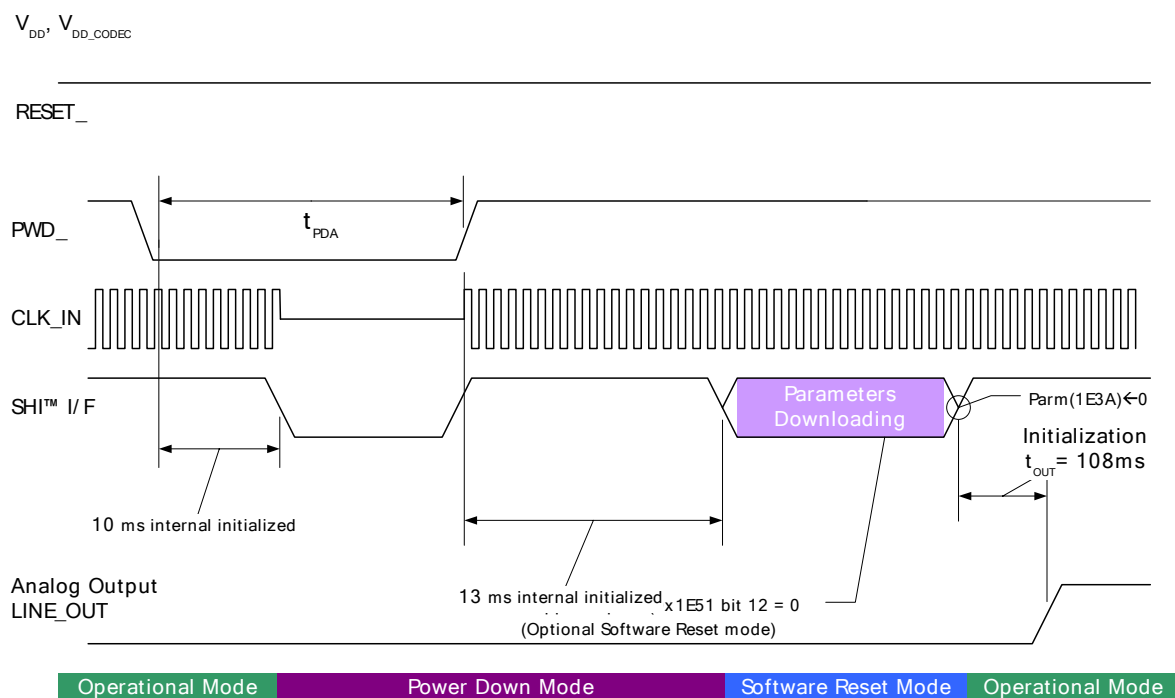 V_DD, V_DD_CODEC
RESET_
PWD_
t_PDA
CLK_IN
SHI™ I/F
Parameters
Downloading
Parm(1E3A)←0
Initialization
t_OUT = 108ms
10 ms internal initialized
13 ms internal initialized
x1E51 bit 12 = 0
(Optional Software Reset mode)
Analog Output
LINE_OUT
Operational Mode Power Down Mode Software Reset Mode Operational Mode